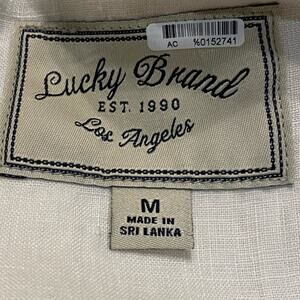 AC %0152741
Lucky Brand
EST. 1990
Los Angeles
M
MADE IN
SRI LANKA